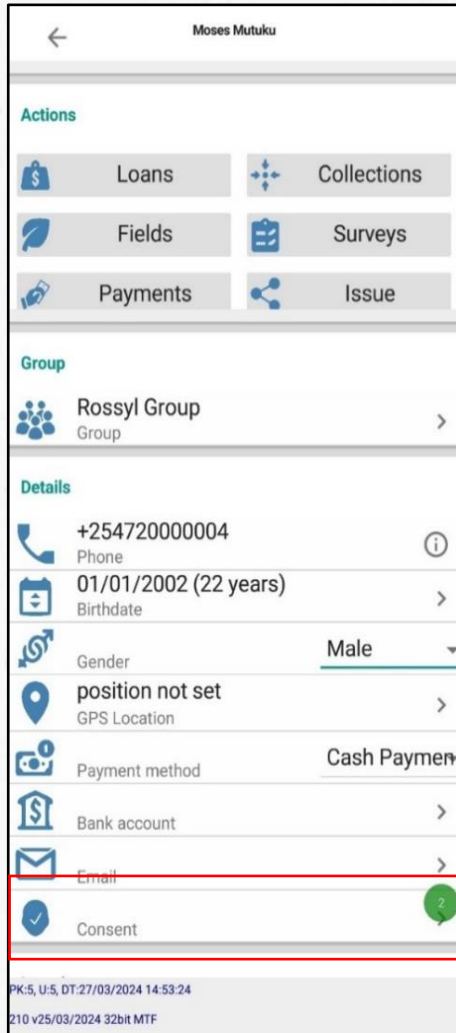 Moses Mutuku
Actions
Loans
Collections
Fields
Surveys
Payments
Issue
Group
Rossyl Group
Group
Details
+254720000004
Phone
01/01/2002 (22 years)
Birthdate
Gender
Male
position not set
GPS Location
Payment method
Cash Paymen
Bank account
Email
2
Consent
PK:5, U:5, DT:27/03/2024 14:53:24
210 v25/03/2024 32bit MTF